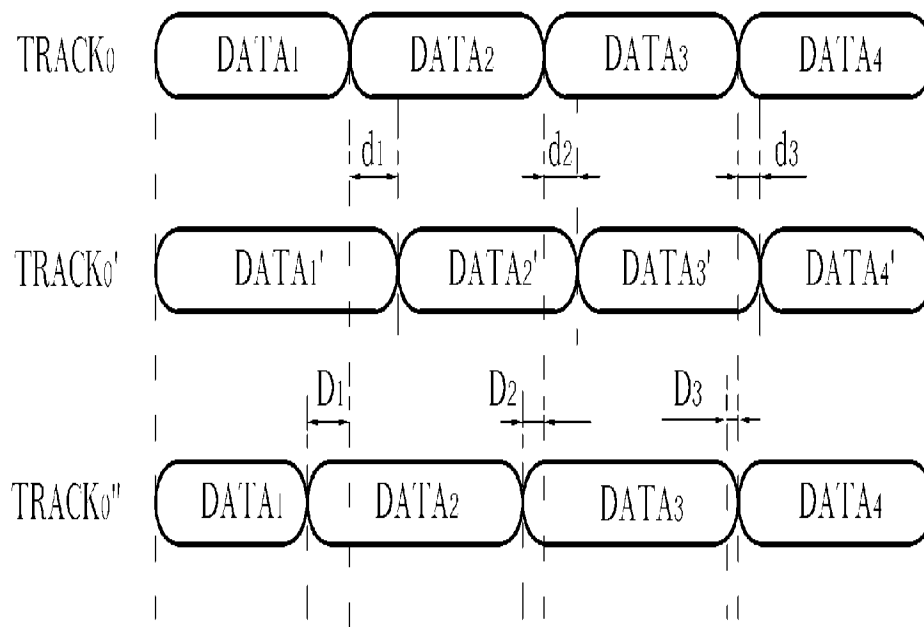 TRACK0 DATA1 DATA2 DATA3 DATA4
d1 d2 d3
TRACK0' DATA1' DATA2' DATA3' DATA4'
D1 D2 D3
TRACK0" DATA1 DATA2 DATA3 DATA4